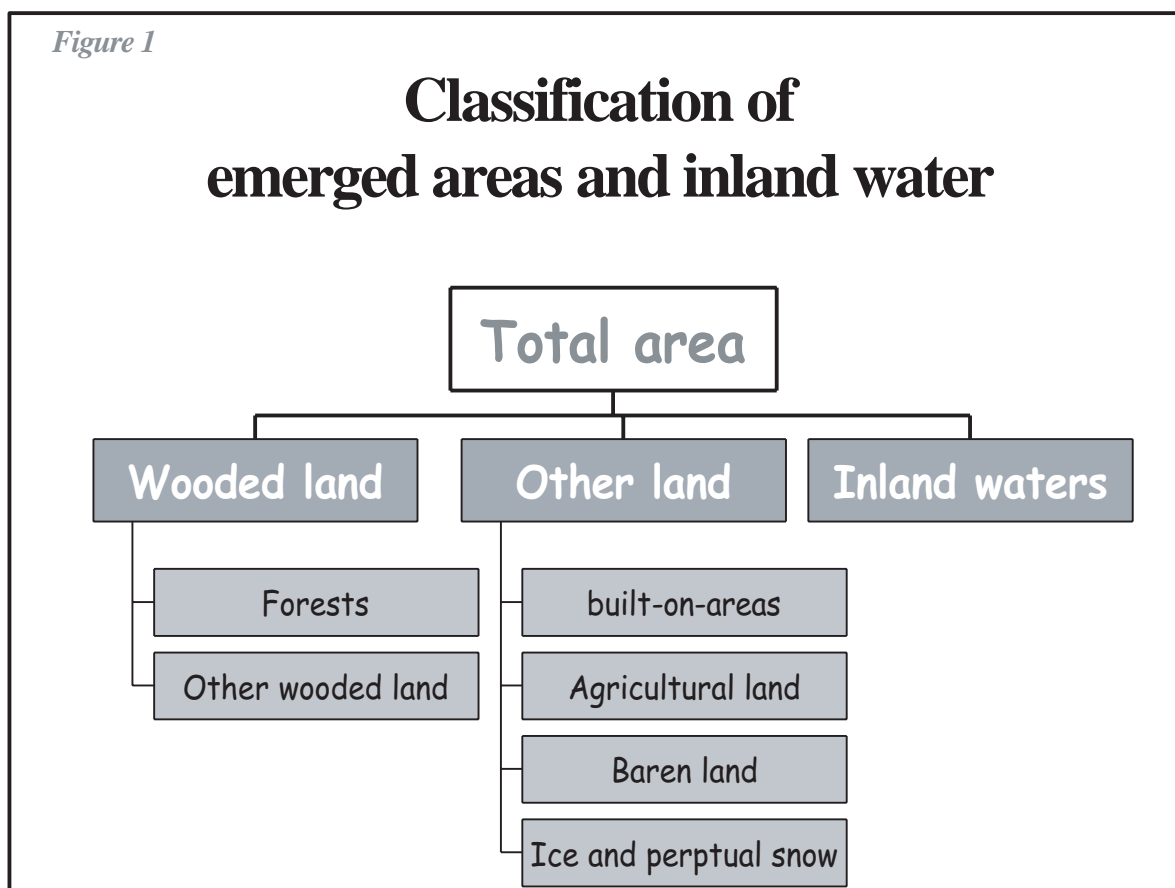 Figure 1
Classification of
emerged areas and inland water
Total area
Wooded land
Other land
Inland waters
Forests
Other wooded land
built-on-areas
Agricultural land
Baren land
Ice and perptual snow